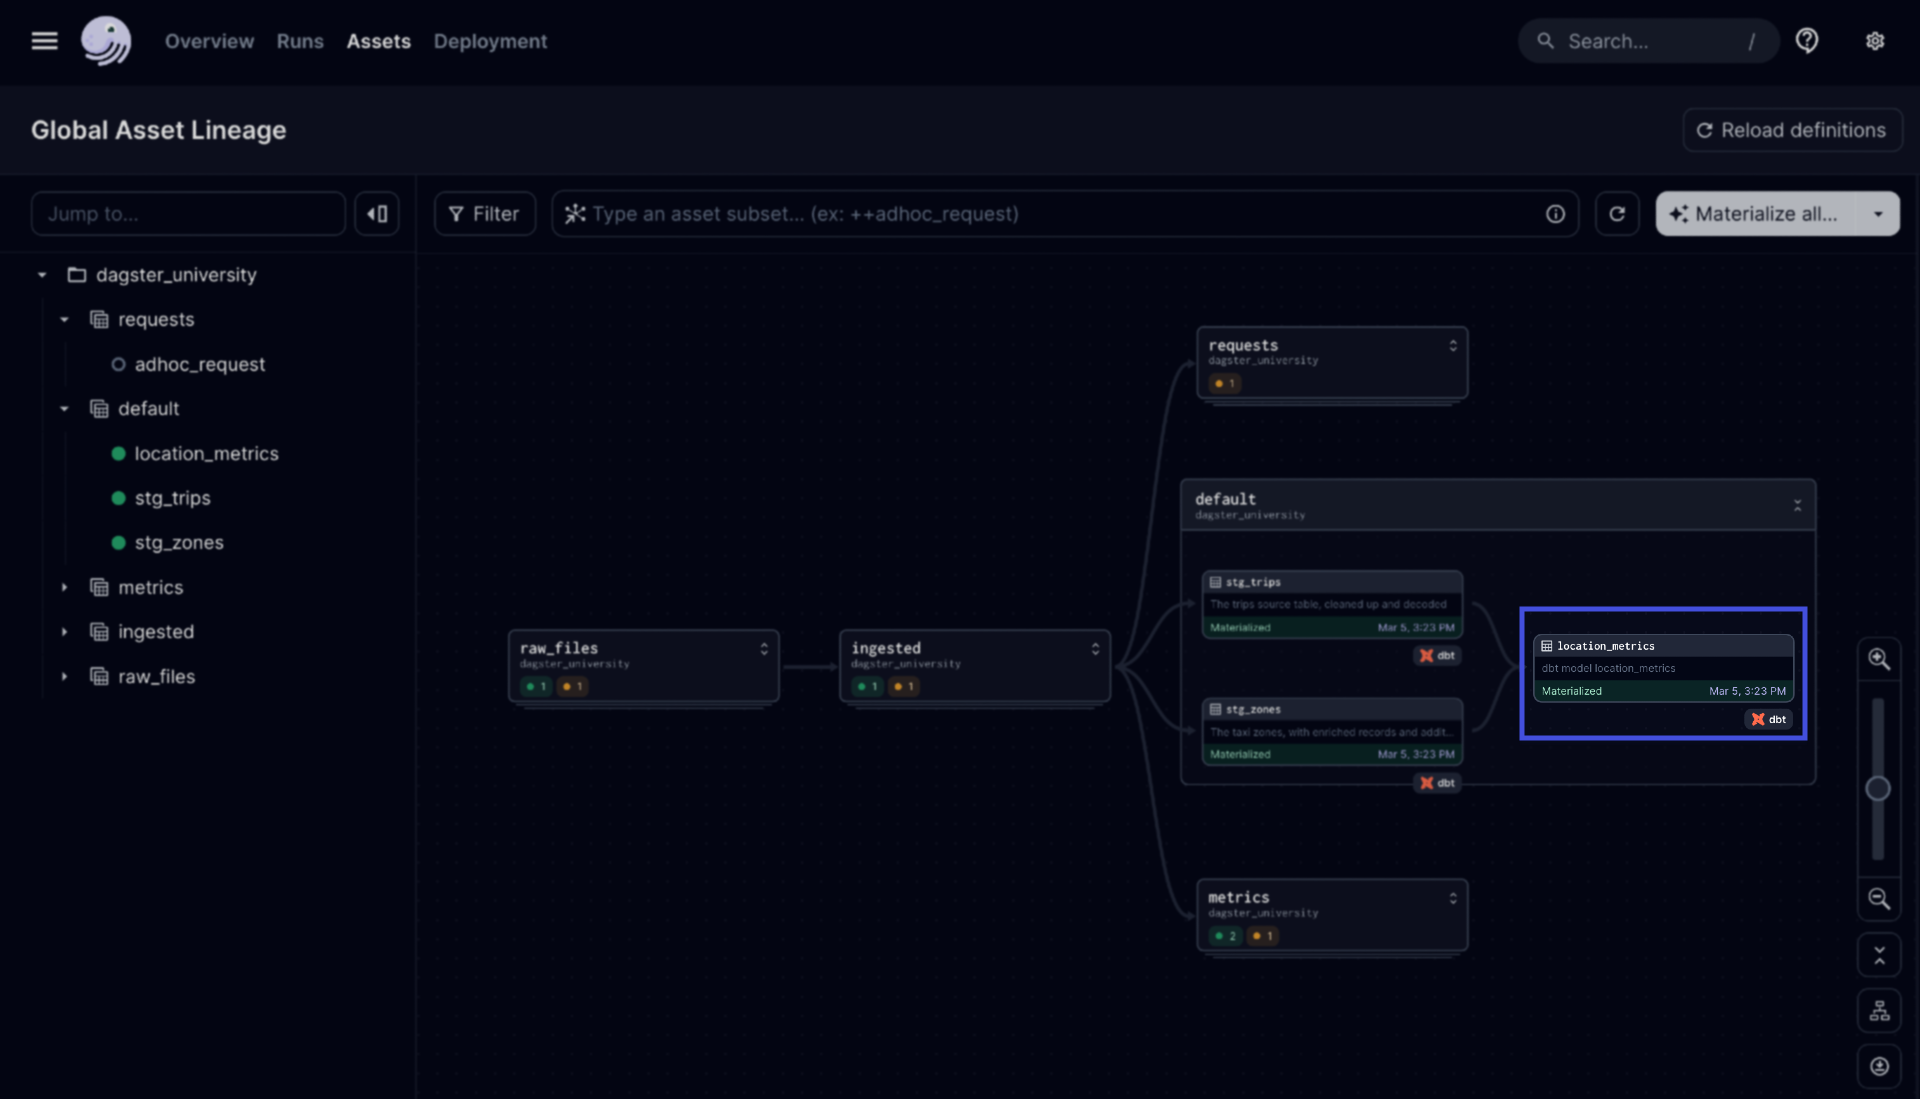 Overview Runs Assets Deployment
Search... /
Global Asset Lineage
Reload definitions
Jump to...
Filter
Type an asset subset... (ex: ++adhoc_request)
Materialize all...
dagster_university
requests
adhoc_request
default
location_metrics
stg_trips
stg_zones
metrics
ingested
raw_files
requests
dagster_university
1
default
dagster_university
stg_trips
The trips source table, cleaned up and decoded
Materialized Mar 5, 3:23 PM
dbt
raw_files
dagster_university
1 1
ingested
dagster_university
1 1
location_metrics
dbt model location_metrics
Materialized Mar 5, 3:23 PM
dbt
stg_zones
The taxi zones, with enriched records and addit...
Materialized Mar 5, 3:23 PM
dbt
metrics
dagster_university
2 1